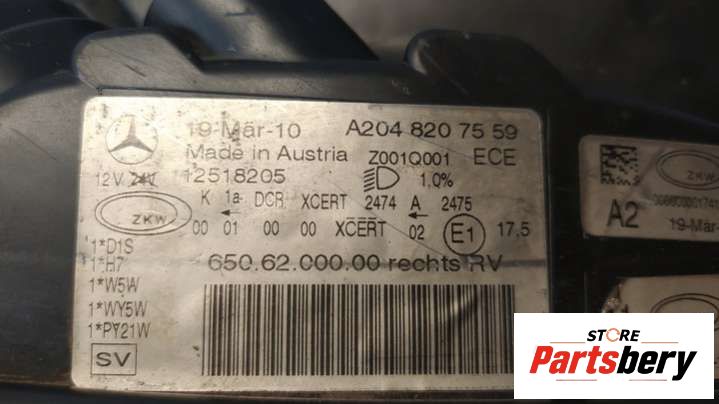 19-Mär-10 A204 820 75 59
Made in Austria Z001Q001 ECE
12V 24V 12518205 1.0%
K 1a DCR XCERT 2474 A 2475
ZKW 00 01 00 00 XCERT 02 E1 17.5
1*D1S
1*H7
650.62.000.00 rechts RV
1*W5W
1*WY5W
1*PY21W
SV
ZKW
A2 19-Mär-
STORE
Partsbery